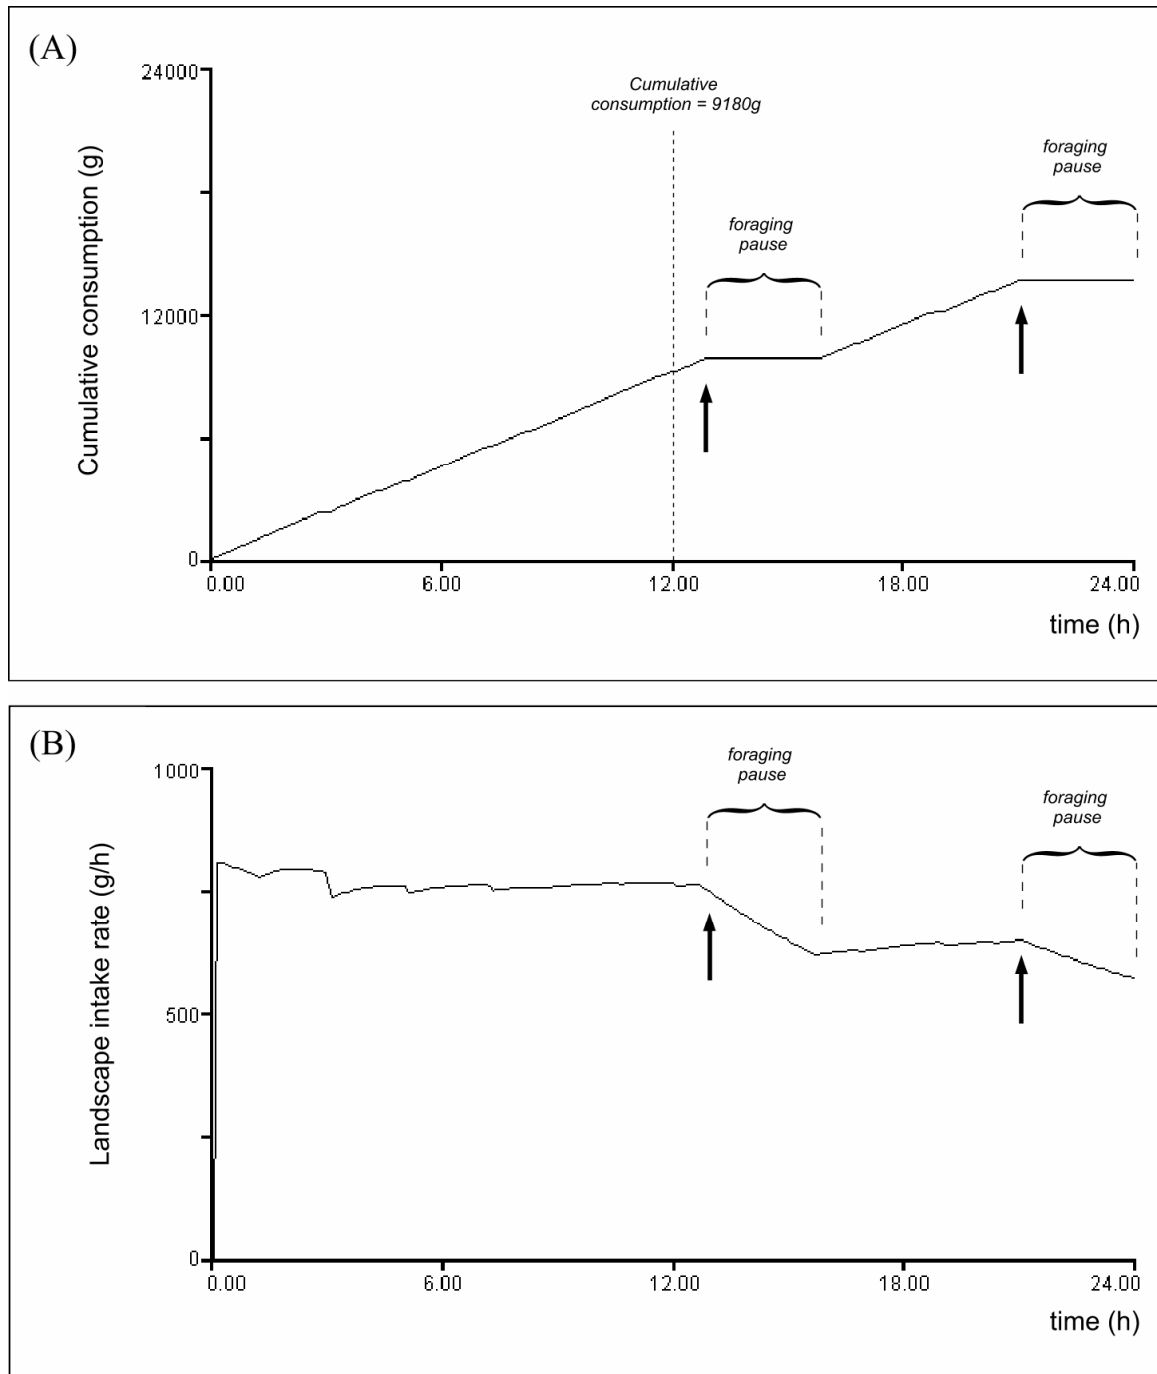 (A)
24000
Cumulative
consumption = 9180g
foraging
pause
foraging
pause
Cumulative consumption (g)
12000
0
0.00 6.00 12.00 18.00 24.00
time (h)
(B)
1000
foraging
pause
foraging
pause
Landscape intake rate (g/h)
500
0
0.00 6.00 12.00 18.00 24.00
time (h)